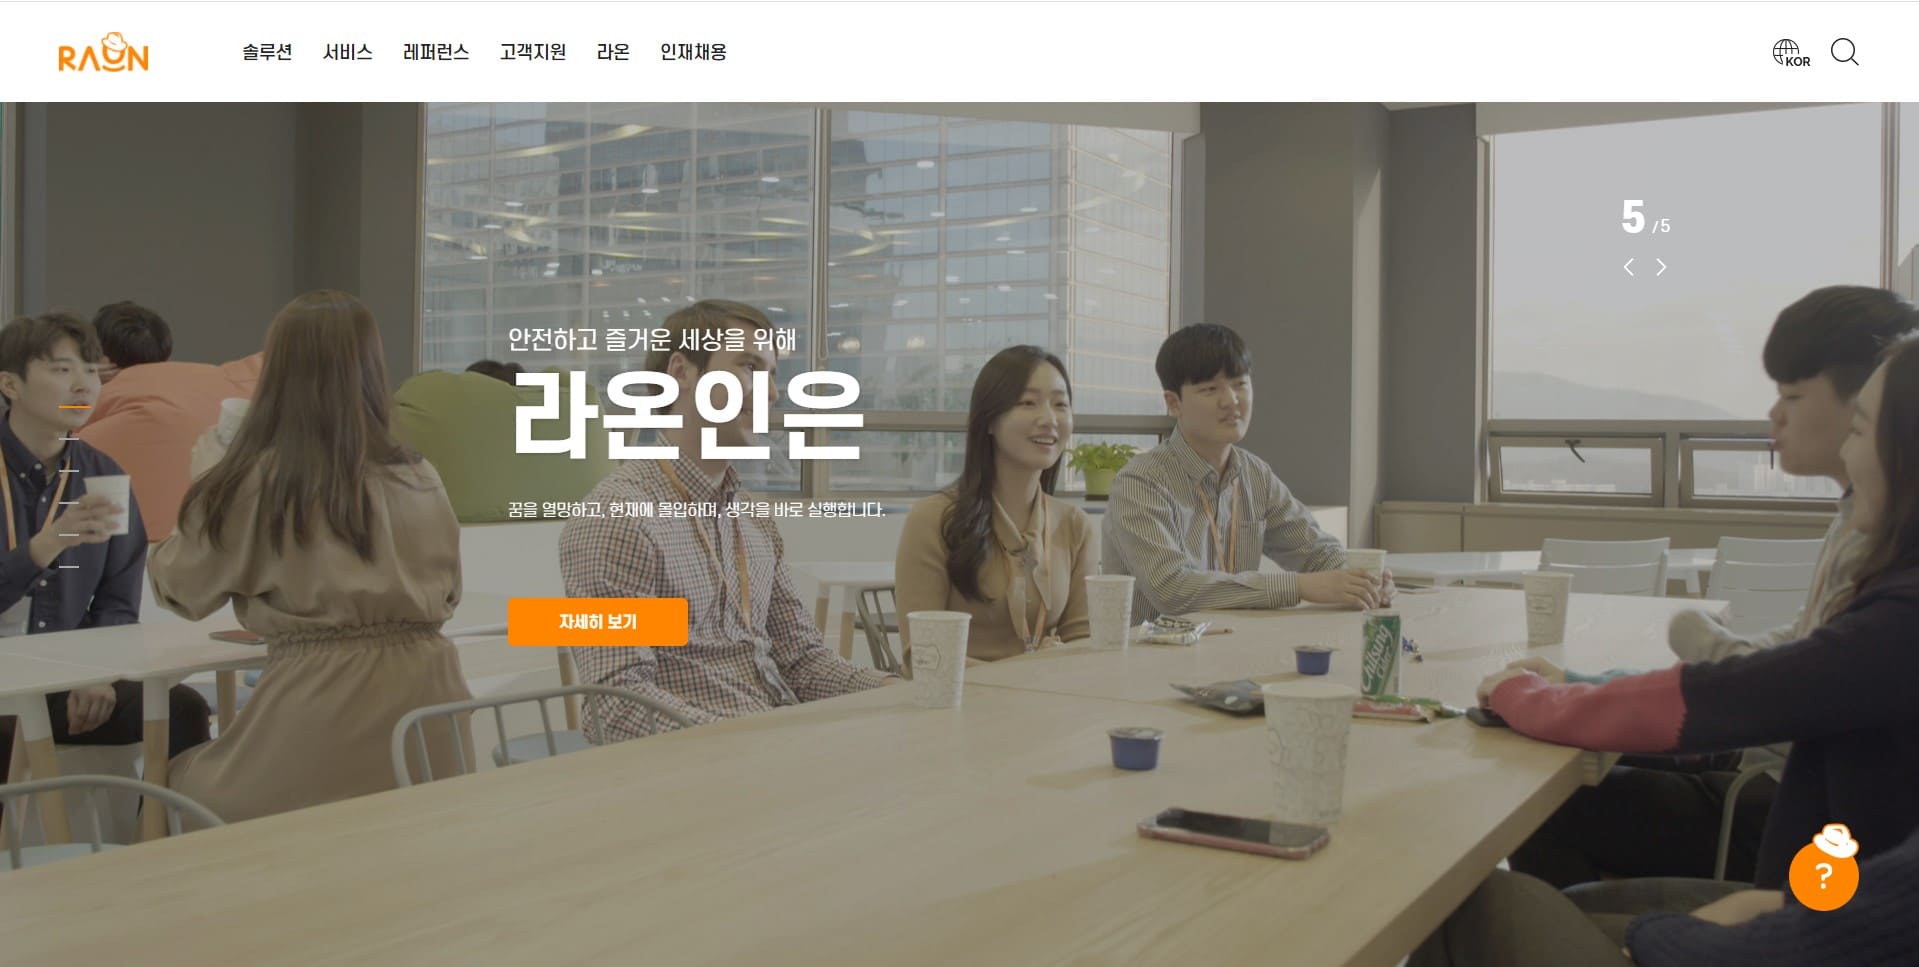 RAON
솔루션 서비스 레퍼런스 고객지원 라온 인재채용
KOR
5 /5
안전하고 즐거운 세상을 위해
라온인은
꿈을 열망하고, 현재에 몰입하며, 생각을 바로 실행합니다.
자세히 보기
Chilsung
Cider
?